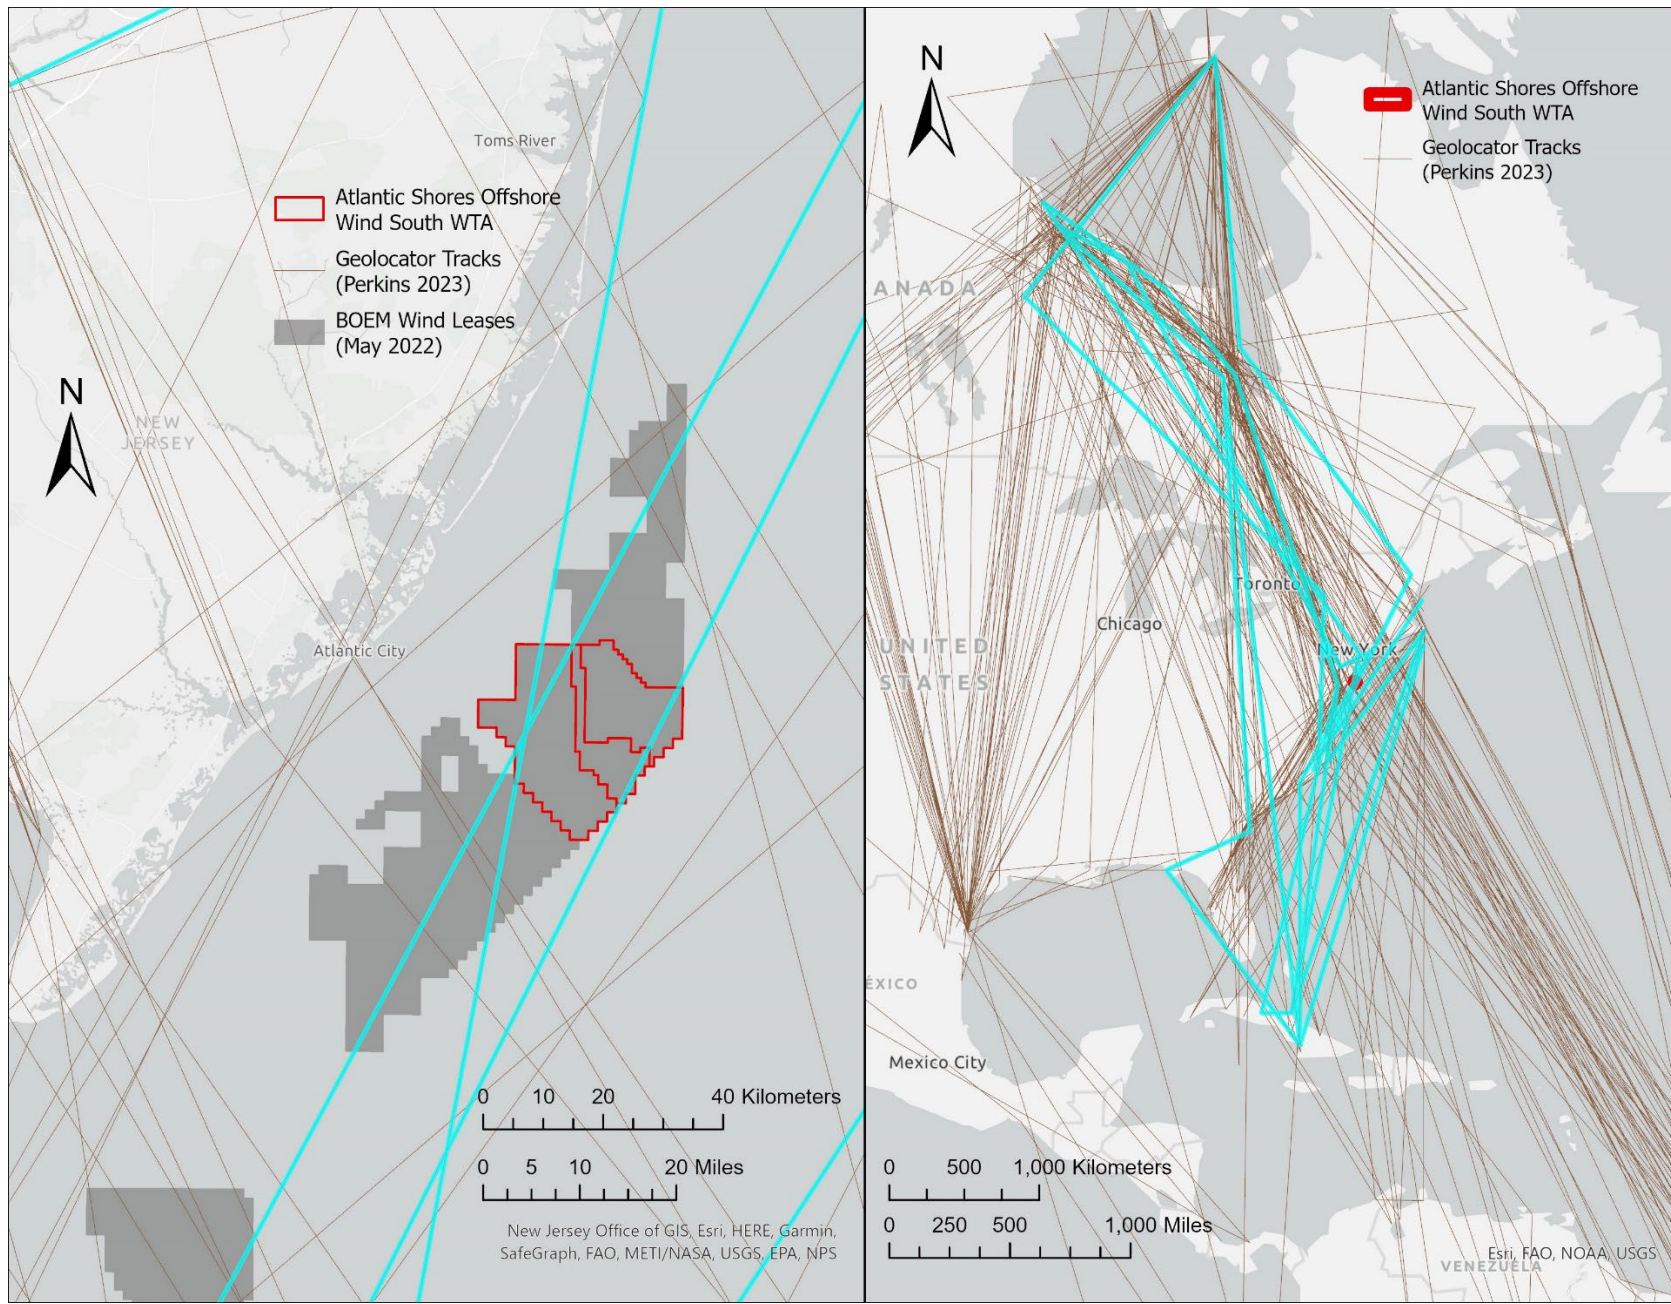 N
Toms River
Atlantic Shores Offshore
Wind South WTA
Geolocator Tracks
(Perkins 2023)
BOEM Wind Leases
(May 2022)
N
NEW
JERSEY
Atlantic City
0 10 20 40 Kilometers
0 5 10 20 Miles
New Jersey Office of GIS, Esri, HERE, Garmin,
SafeGraph, FAO, METI/NASA, USGS, EPA, NPS
N
Atlantic Shores Offshore
Wind South WTA
Geolocator Tracks
(Perkins 2023)
ANADA
Toronto
Chicago
UNITED
STATES
New York
ÉXICO
Mexico City
0 500 1,000 Kilometers
0 250 500 1,000 Miles
Esri, FAO, NOAA, USGS
VENEZUELA